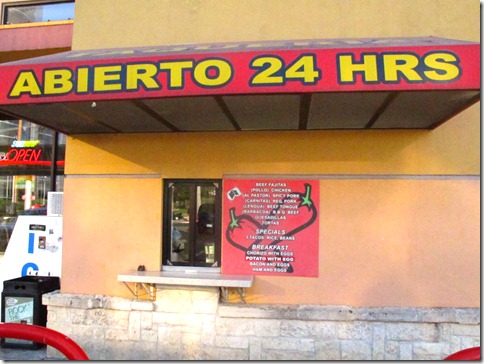 ABIERTO 24 HRS
SUBWAY
OPEN
BEEF FAJITAS
(POLLO) CHICKEN
(AL PASTOR) SPICY PORK
(CARNITAS) REG. PORK
(LENGUA) BEEF TONGUE
(BARBACOA) B.B.Q. BEEF
QUESADILLAS
TORTAS
SPECIALS
TACOS, RICE, BEANS
BREAKFAST
CHORIZO WITH EGGS
POTATO WITH EGG
BACON AND EGGS
HAM AND EGGS